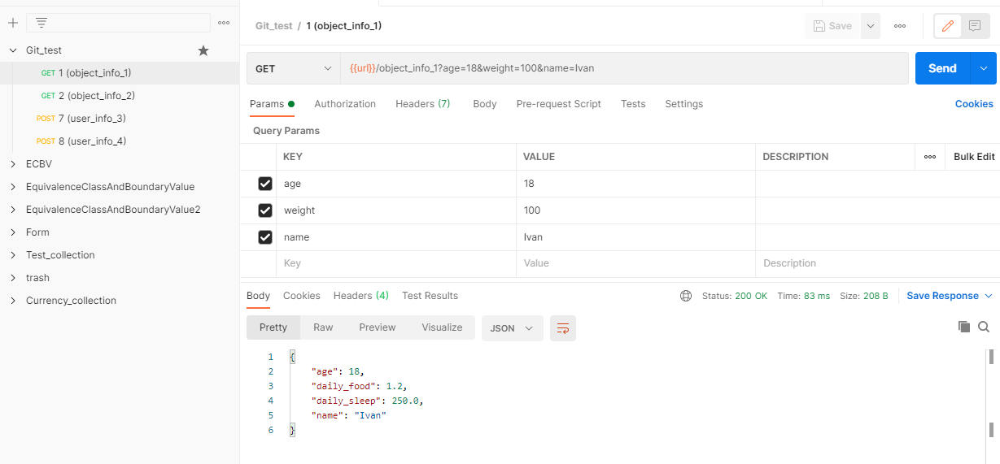 Git_test / 1 (object_info_1)
Save
Git_test
GET 1 (object_info_1)
GET 2 (object_info_2)
POST 7 (user_info_3)
POST 8 (user_info_4)
ECBV
EquivalenceClassAndBoundaryValue
EquivalenceClassAndBoundaryValue2
Form
Test_collection
trash
Currency_collection
GET {{url}}/object_info_1?age=18&weight=100&name=Ivan Send
Params Authorization Headers (7) Body Pre-request Script Tests Settings Cookies
Query Params
KEY VALUE DESCRIPTION Bulk Edit
age 18
weight 100
name Ivan
Key Value Description
Body Cookies Headers (4) Test Results Status: 200 OK Time: 83 ms Size: 208 B Save Response
Pretty Raw Preview Visualize JSON
1 {
2 "age": 18,
3 "daily_food": 1.2,
4 "daily_sleep": 250.0,
5 "name": "Ivan"
6 }